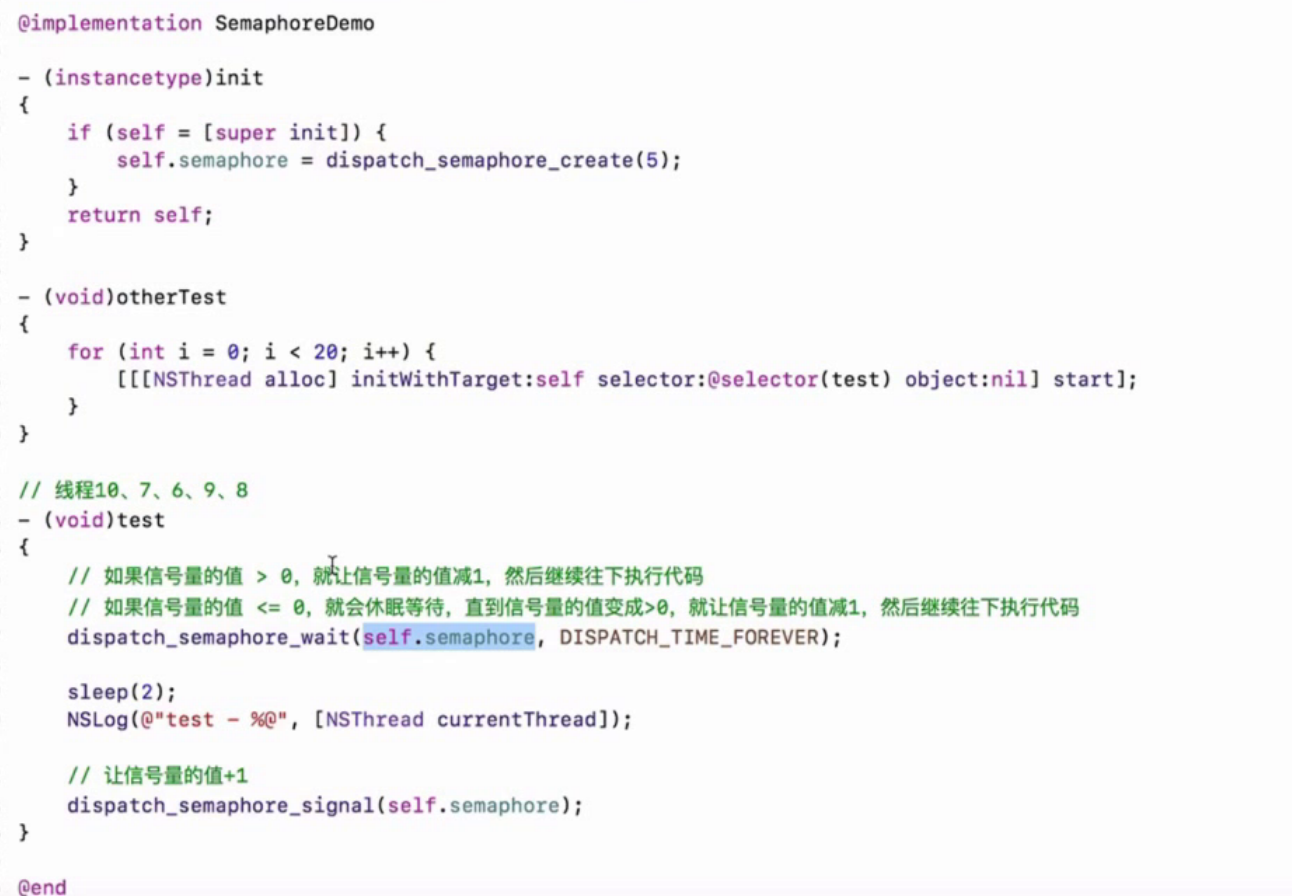 @implementation SemaphoreDemo
- (instancetype)init
{
    if (self = [super init]) {
        self.semaphore = dispatch_semaphore_create(5);
    }
    return self;
}
- (void)otherTest
{
    for (int i = 0; i < 20; i++) {
        [[[NSThread alloc] initWithTarget:self selector:@selector(test) object:nil] start];
    }
}
// 线程10、7、6、9、8
- (void)test
{
    // 如果信号量的值 > 0，就让信号量的值减1，然后继续往下执行代码
    // 如果信号量的值 <= 0，就会休眠等待，直到信号量的值变成>0，就让信号量的值减1，然后继续往下执行代码
    dispatch_semaphore_wait(self.semaphore, DISPATCH_TIME_FOREVER);
    sleep(2);
    NSLog(@"test - %@", [NSThread currentThread]);
    // 让信号量的值+1
    dispatch_semaphore_signal(self.semaphore);
}
@end